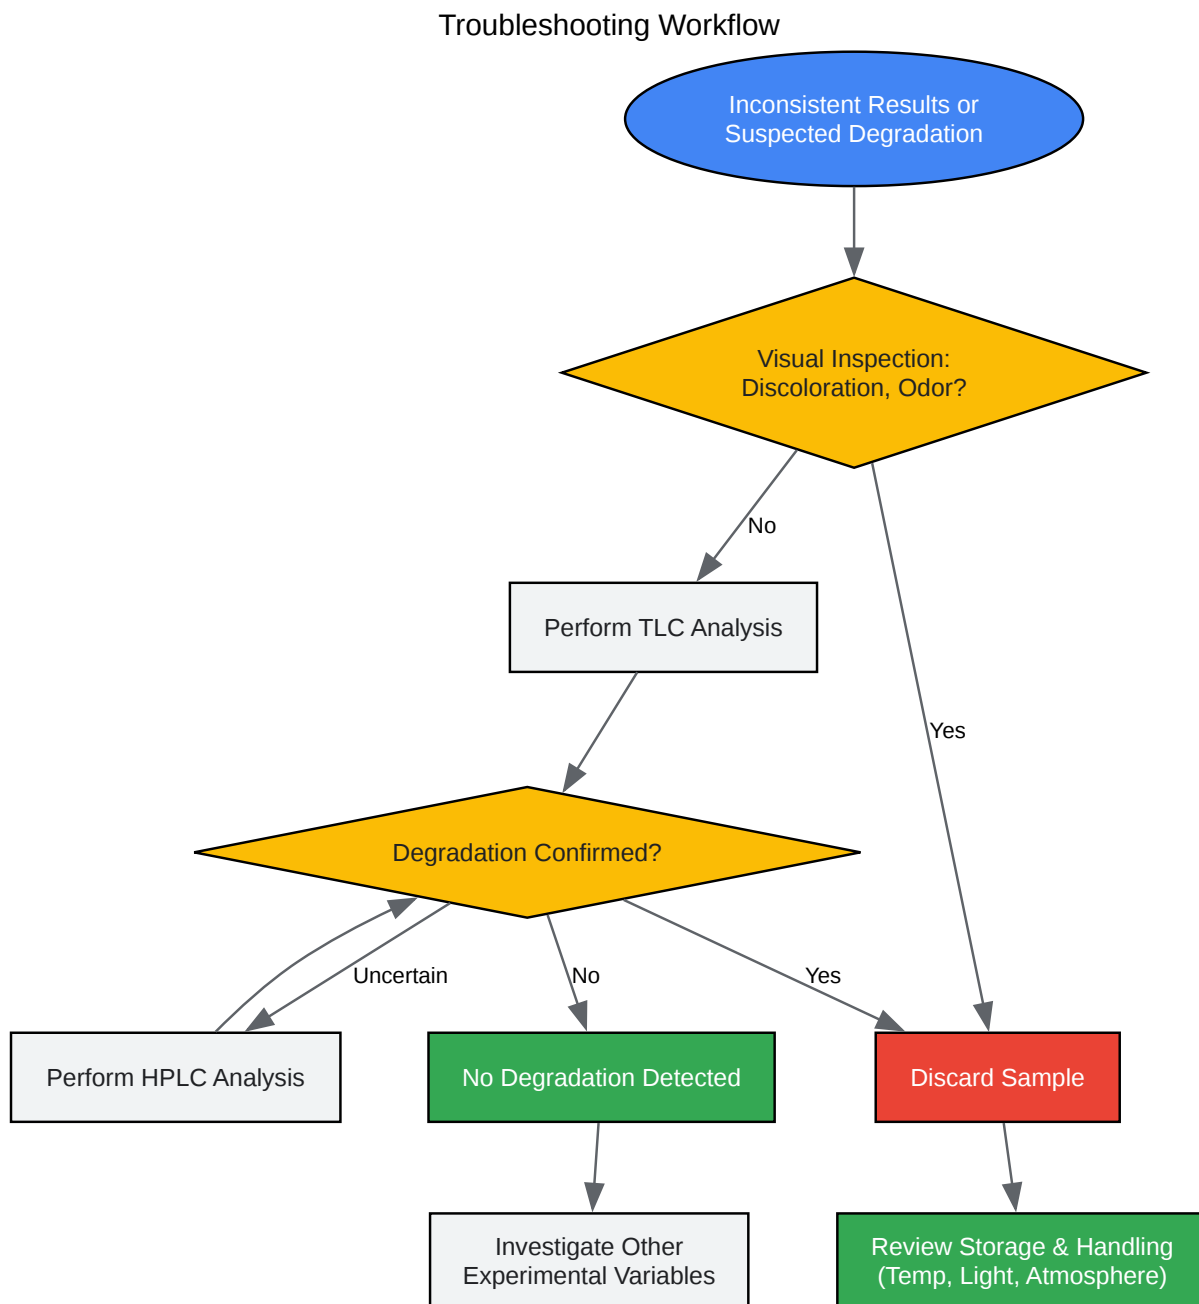 Troubleshooting Workflow
Inconsistent Results or
Suspected Degradation
Visual Inspection:
Discoloration, Odor?
No
Perform TLC Analysis
Yes
Degradation Confirmed?
Uncertain
No
Yes
Perform HPLC Analysis
No Degradation Detected
Discard Sample
Investigate Other
Experimental Variables
Review Storage & Handling
(Temp, Light, Atmosphere)